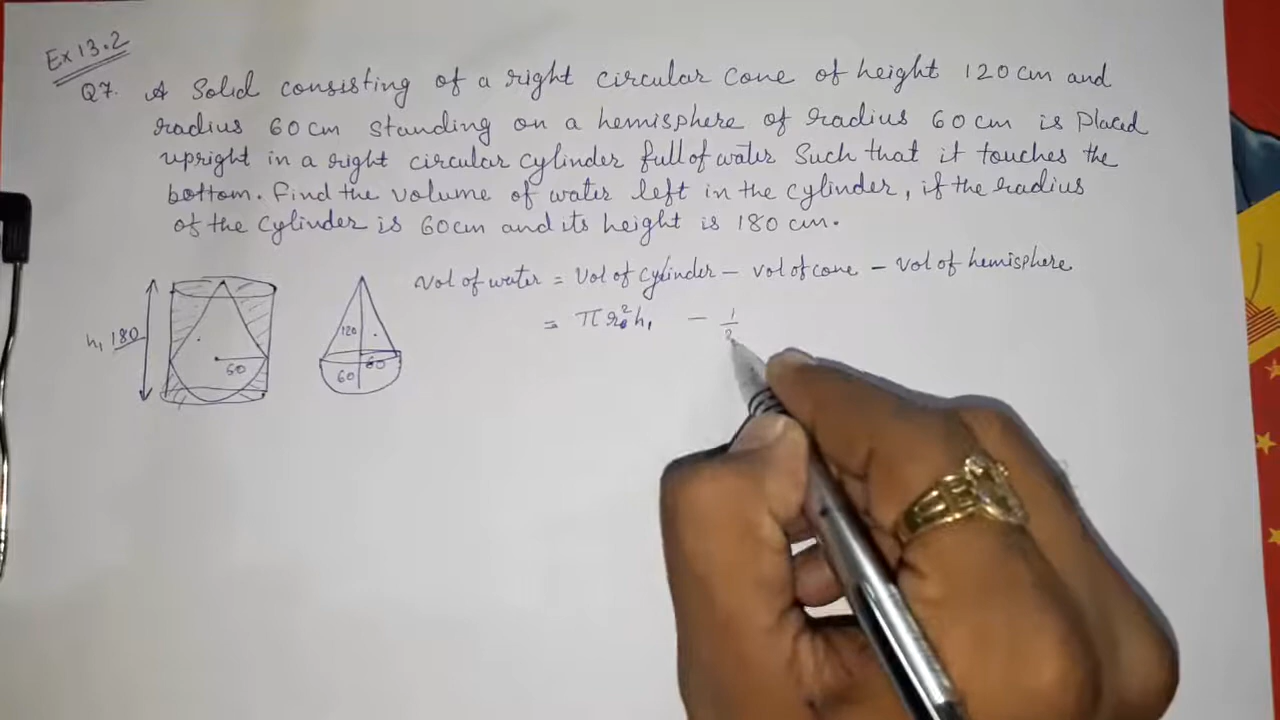 Ex 13.2
Q7. A Solid consisting of a right circular cone of height 120 cm and
radius 60 cm standing on a hemisphere of radius 60 cm is Placed
upright in a right circular cylinder full of water Such that it touches the
bottom. Find the volume of water left in the cylinder, if the radius
of the cylinder is 60cm and its height is 180 cm.
Vol of water = Vol of cylinder - vol of cone - vol of hemisphere
= πr²h₁ - 1/
h₁ 180
60
120
60
60